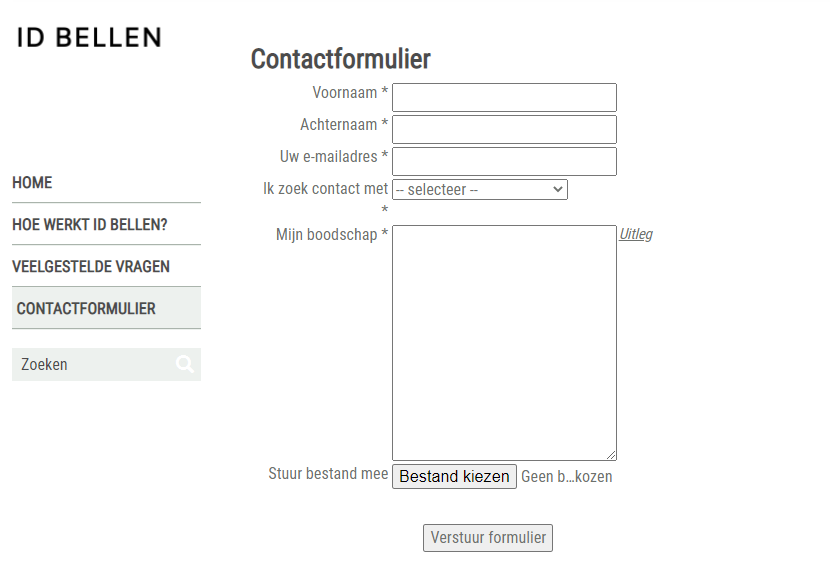 ID BELLEN
HOME
HOE WERKT ID BELLEN?
VEELGESTELDE VRAGEN
CONTACTFORMULIER
Zoeken
Contactformulier
Voornaam *
Achternaam *
Uw e-mailadres *
Ik zoek contact met -- selecteer --
*
Mijn boodschap * Uitleg
Stuur bestand mee Bestand kiezen Geen b...kozen
Verstuur formulier